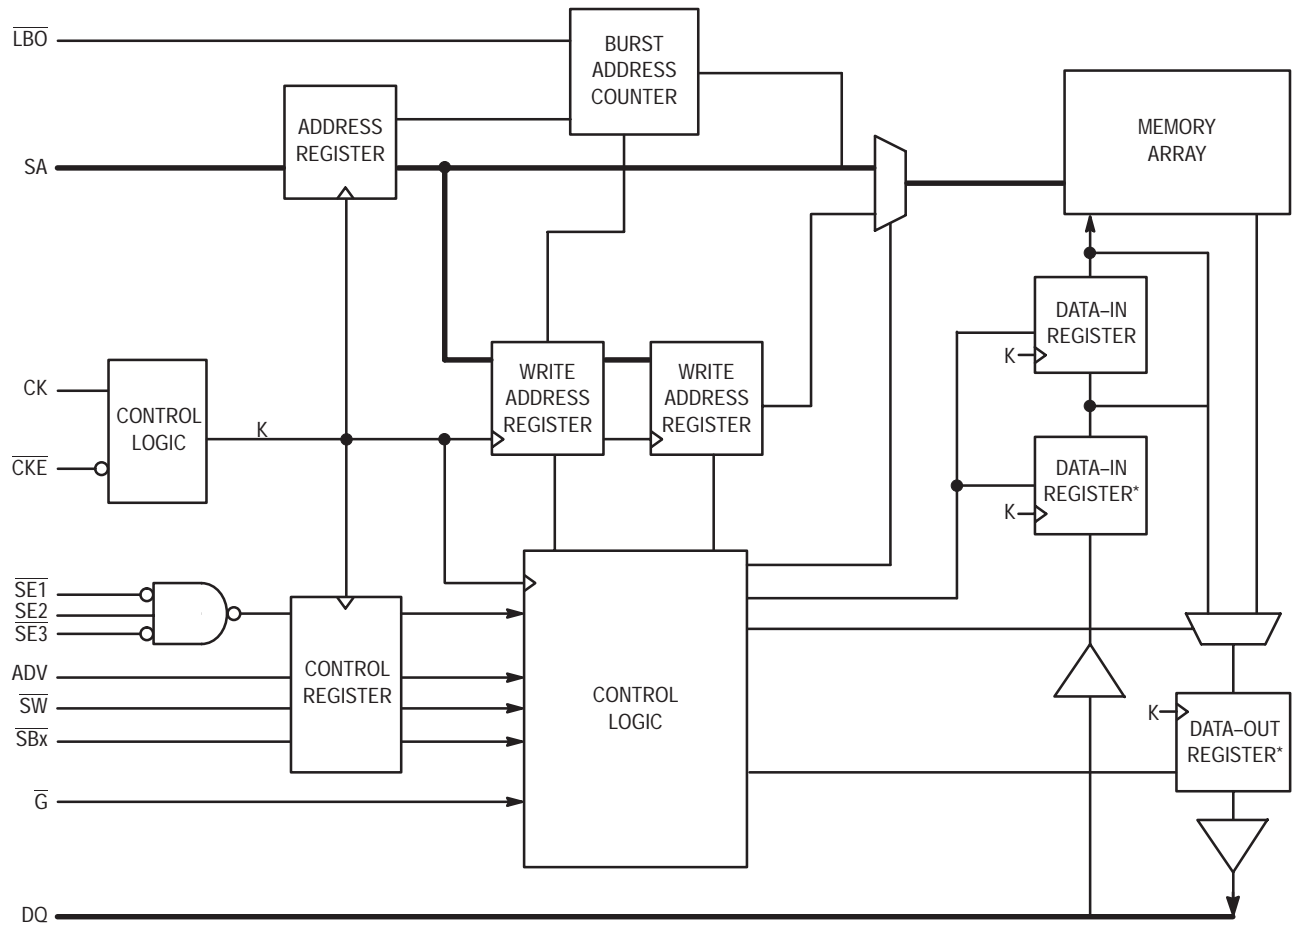 LBO
BURST
ADDRESS
COUNTER
ADDRESS
REGISTER
MEMORY
ARRAY
SA
DATA–IN
REGISTER
K
WRITE
ADDRESS
REGISTER
WRITE
ADDRESS
REGISTER
CK
CONTROL
LOGIC
K
CKE
DATA–IN
REGISTER*
K
SE1
SE2
SE3
ADV
SW
SBx
CONTROL
REGISTER
CONTROL
LOGIC
K
DATA–OUT
REGISTER*
G
DQ